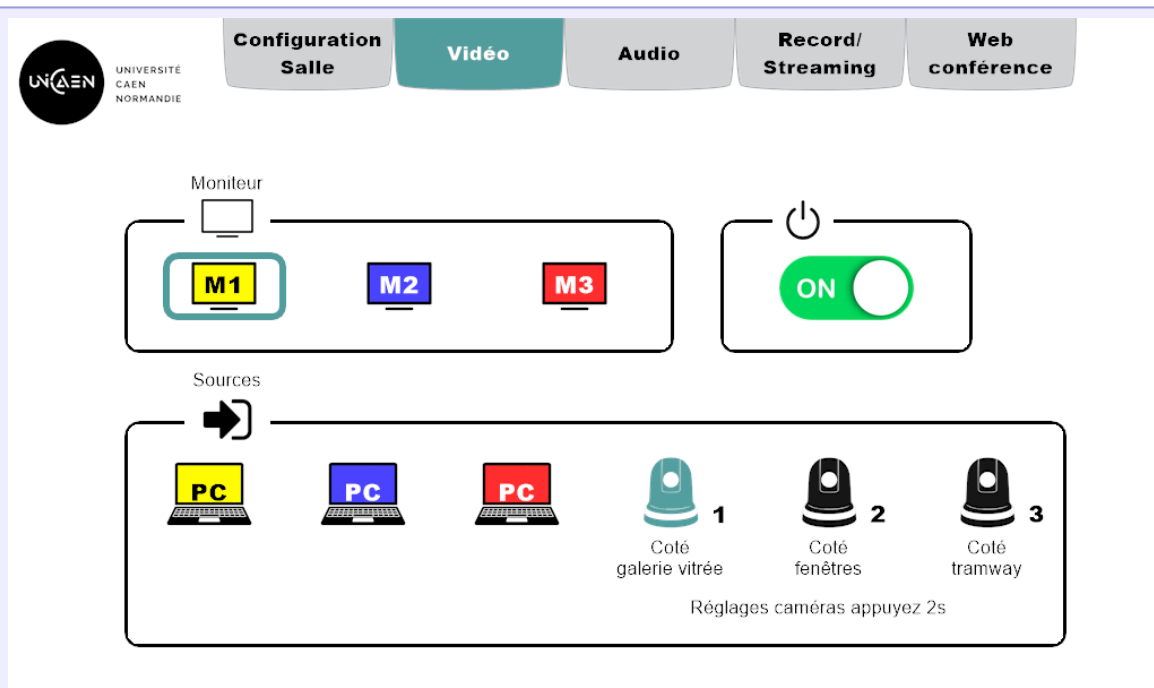 Configuration
Salle
Vidéo
Audio
Record/
Streaming
Web
conférence
UNICAEN
UNIVERSITÉ
CAEN
NORMANDIE
Moniteur
M1
M2
M3
ON
Sources
PC
PC
PC
1
2
3
Coté
galerie vitrée
Coté
fenêtres
Coté
tramway
Réglages caméras appuyez 2s